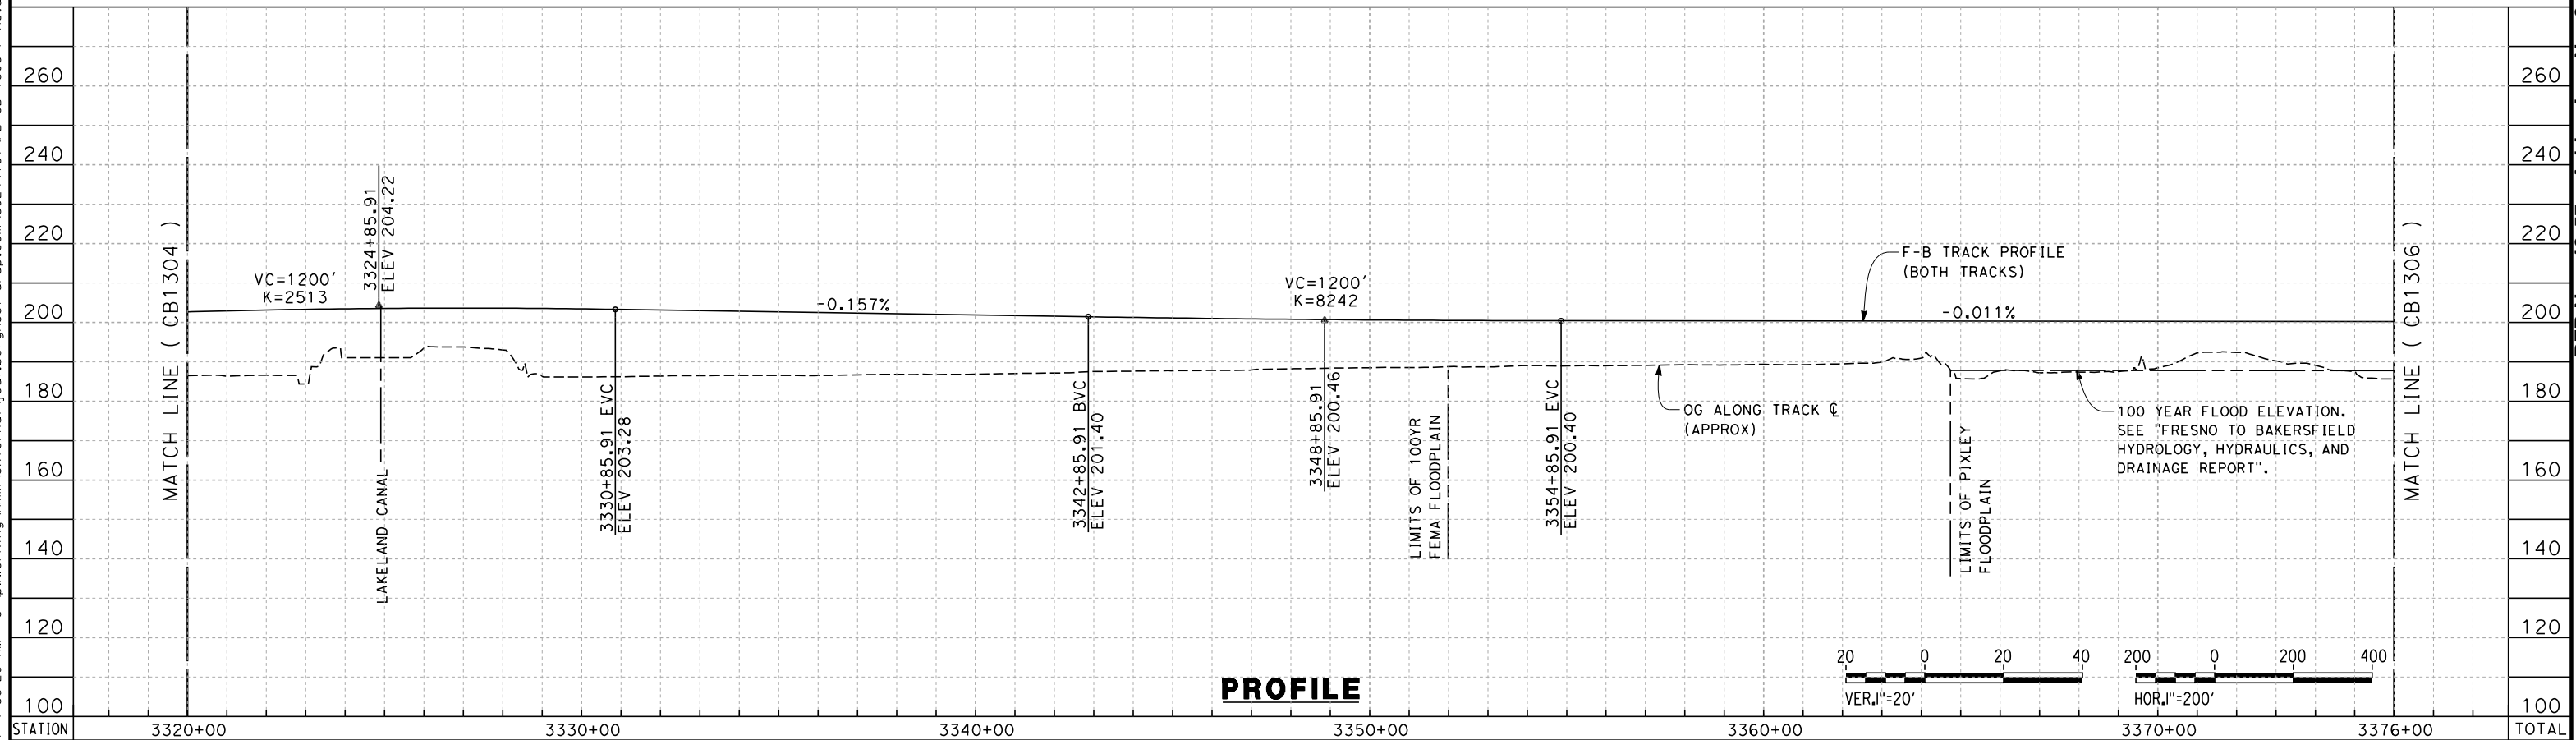 260
240
220
200
180
160
140
120
100
STATION
MATCH LINE ( CB1304 )
VC=1200'
K=2513
3324+85.91
ELEV 204.22
LAKELAND CANAL
3330+85.91 EVC
ELEV 203.28
-0.157%
3342+85.91 BVC
ELEV 201.40
VC=1200'
K=8242
3348+85.91
ELEV 200.46
LIMITS OF 100YR
FEMA FLOODPLAIN
3354+85.91 EVC
ELEV 200.40
OG ALONG TRACK ℄
(APPROX)
F-B TRACK PROFILE
(BOTH TRACKS)
-0.011%
LIMITS OF PIXLEY
FLOODPLAIN
100 YEAR FLOOD ELEVATION.
SEE "FRESNO TO BAKERSFIELD
HYDROLOGY, HYDRAULICS, AND
DRAINAGE REPORT".
MATCH LINE ( CB1306 )
260
240
220
200
180
160
140
120
100
TOTAL
PROFILE
20 0 20 40
VER.1"=20'
200 0 200 400
HOR.1"=200'
3320+00 3330+00 3340+00 3350+00 3360+00 3370+00 3376+00